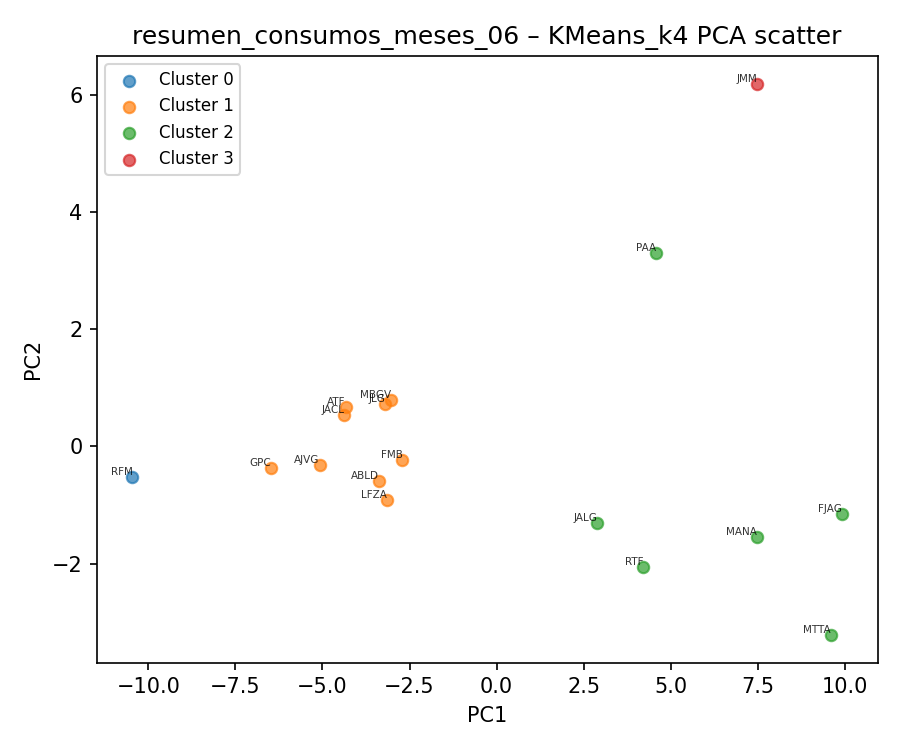 resumen_consumos_meses_06 – KMeans_k4 PCA scatter
Cluster 0
Cluster 1
Cluster 2
Cluster 3
JMM
PAA
MBGV
JLG
ATF
JACL
FMB
AJVG
GPC
RFM
ABLD
LFZA
JALG
FJAG
MANA
RTF
MTTA
6
4
2
0
−2
PC2
−10.0 −7.5 −5.0 −2.5 0.0 2.5 5.0 7.5 10.0
PC1